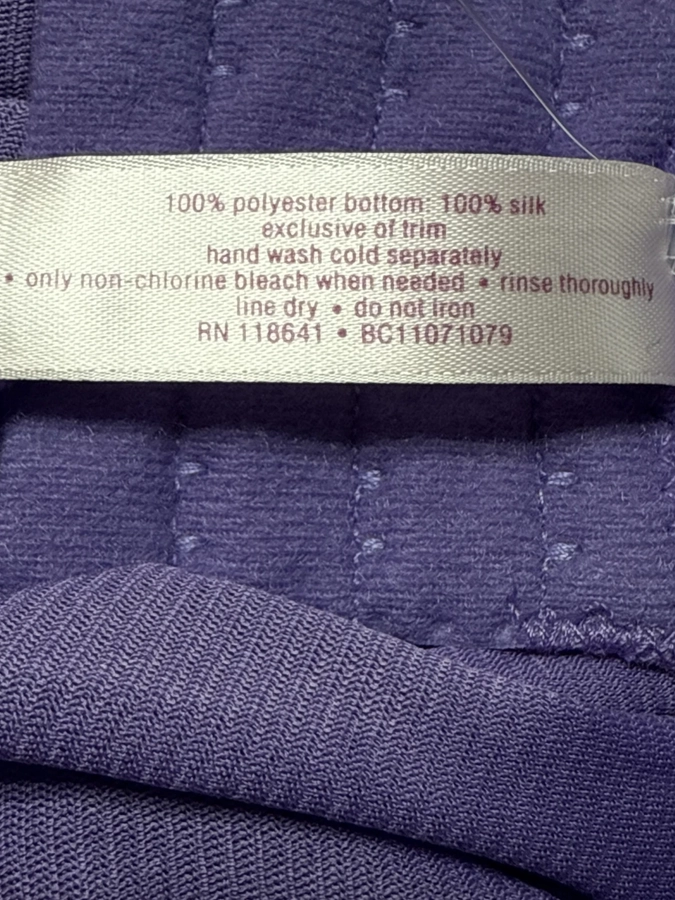 100% polyester bottom: 100% silk
exclusive of trim
hand wash cold separately
• only non-chlorine bleach when needed • rinse thoroughly
line dry • do not iron
RN 118641 • BC11071079